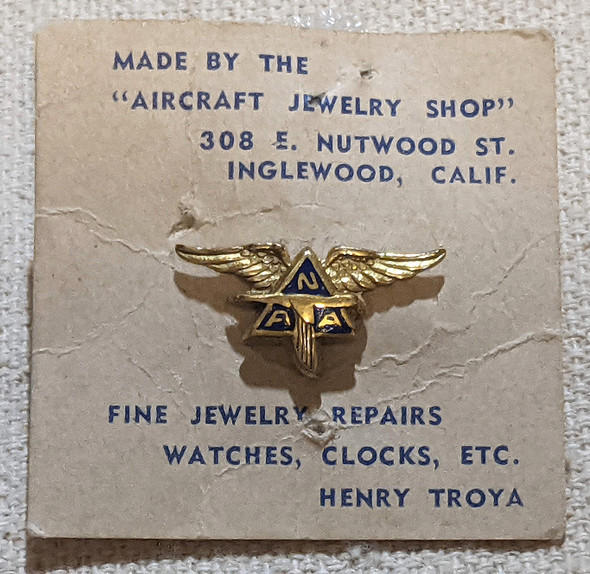 MADE BY THE
“AIRCRAFT JEWELRY SHOP”
308 E. NUTWOOD ST.
INGLEWOOD, CALIF.
N
A A
FINE JEWELRY REPAIRS
WATCHES, CLOCKS, ETC.
HENRY TROYA